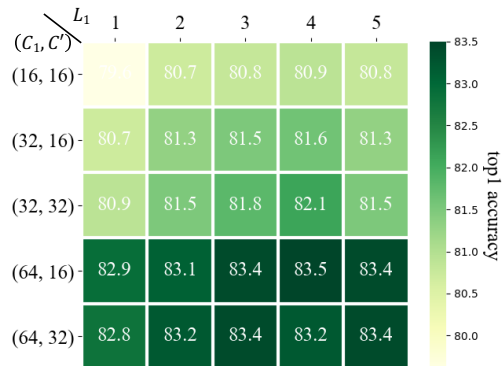 L₁
1 2 3 4 5
(C₁, C′)
(16, 16) 80.7 80.8 80.9 80.8
(32, 16) 80.7 81.3 81.5 81.6 81.3
(32, 32) 80.9 81.5 81.8 82.1 81.5
(64, 16) 82.9 83.1 83.4 83.5 83.4
(64, 32) 82.8 83.2 83.4 83.2 83.4
83.5
83.0
82.5
82.0
81.5
81.0
80.5
80.0
top1 accuracy